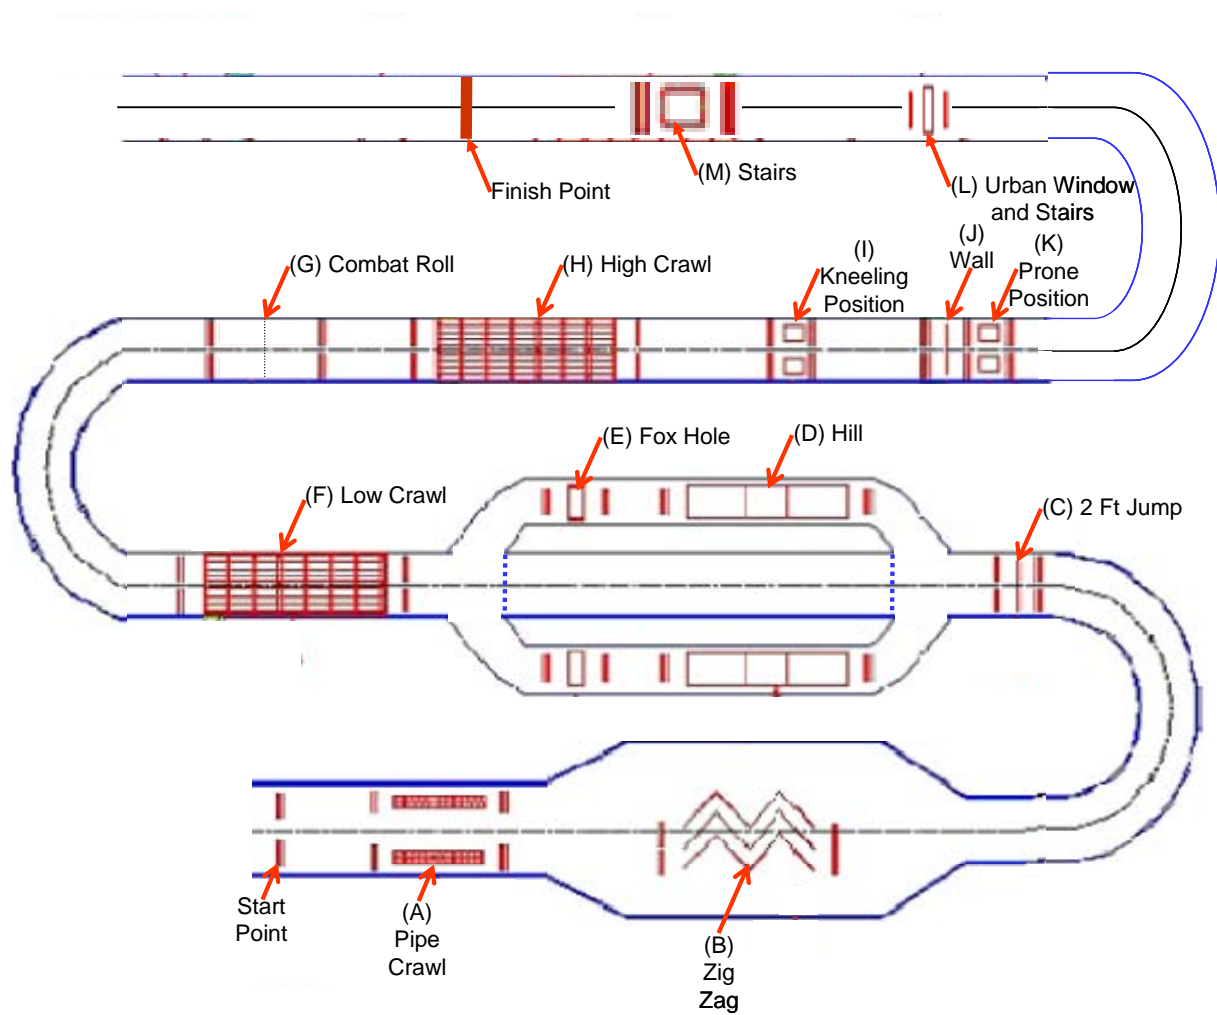 (M) Stairs
Finish Point
(L) Urban Window
and Stairs
(G) Combat Roll
(H) High Crawl
(I)
Kneeling
Position
(J)
Wall
(K)
Prone
Position
(E) Fox Hole
(D) Hill
(F) Low Crawl
(C) 2 Ft Jump
Start
Point
(A)
Pipe
Crawl
(B)
Zig
Zag